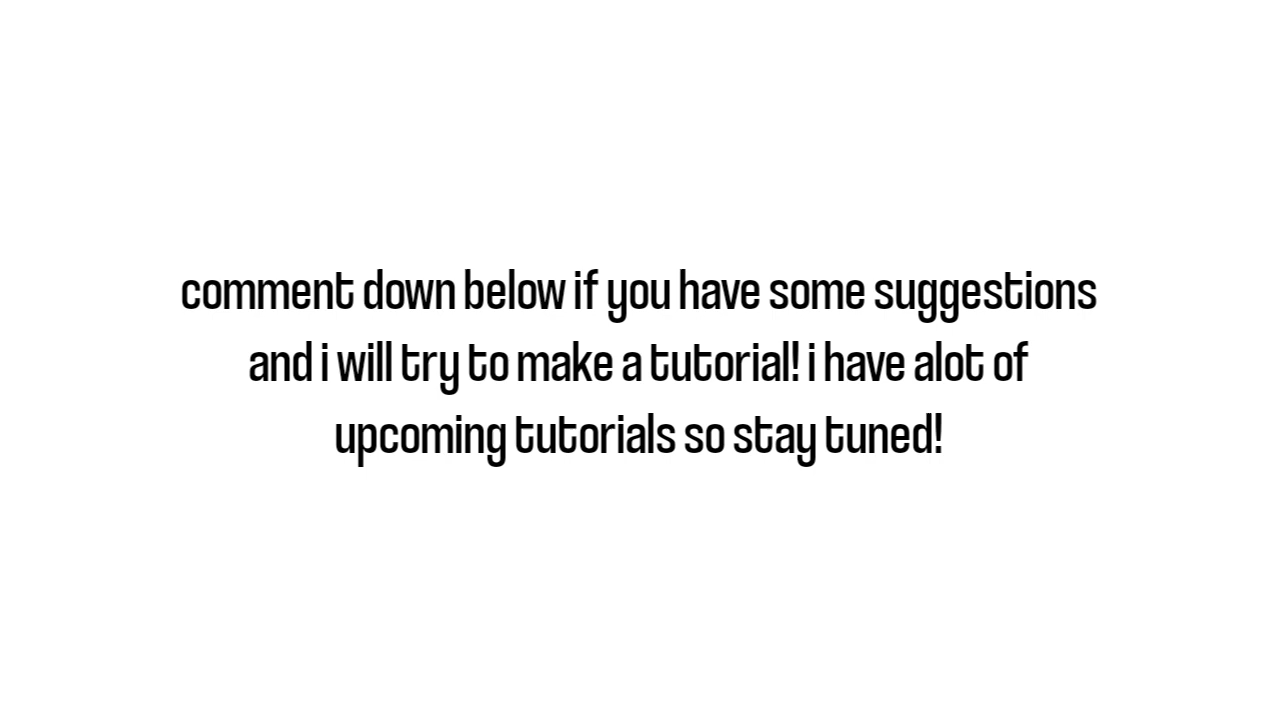 comment down below if you have some suggestions
and i will try to make a tutorial! i have alot of
upcoming tutorials so stay tuned!